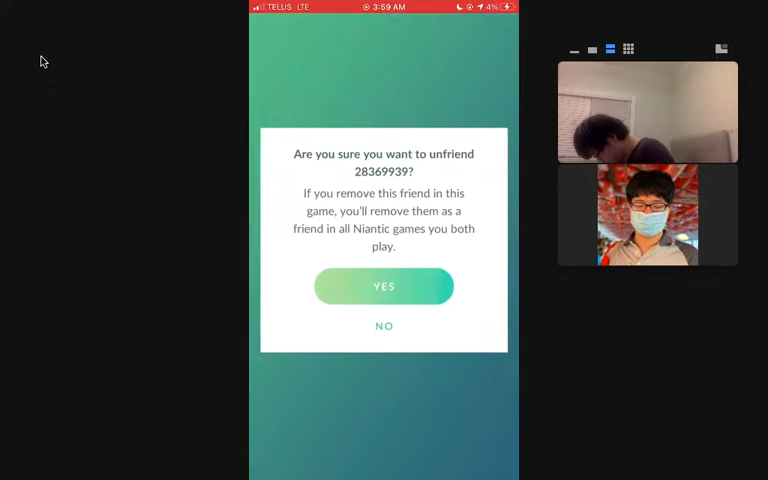 TELUS LTE
3:59 AM
4%
Are you sure you want to unfriend
28369939?
If you remove this friend in this
game, you'll remove them as a
friend in all Niantic games you both
play.
YES
NO